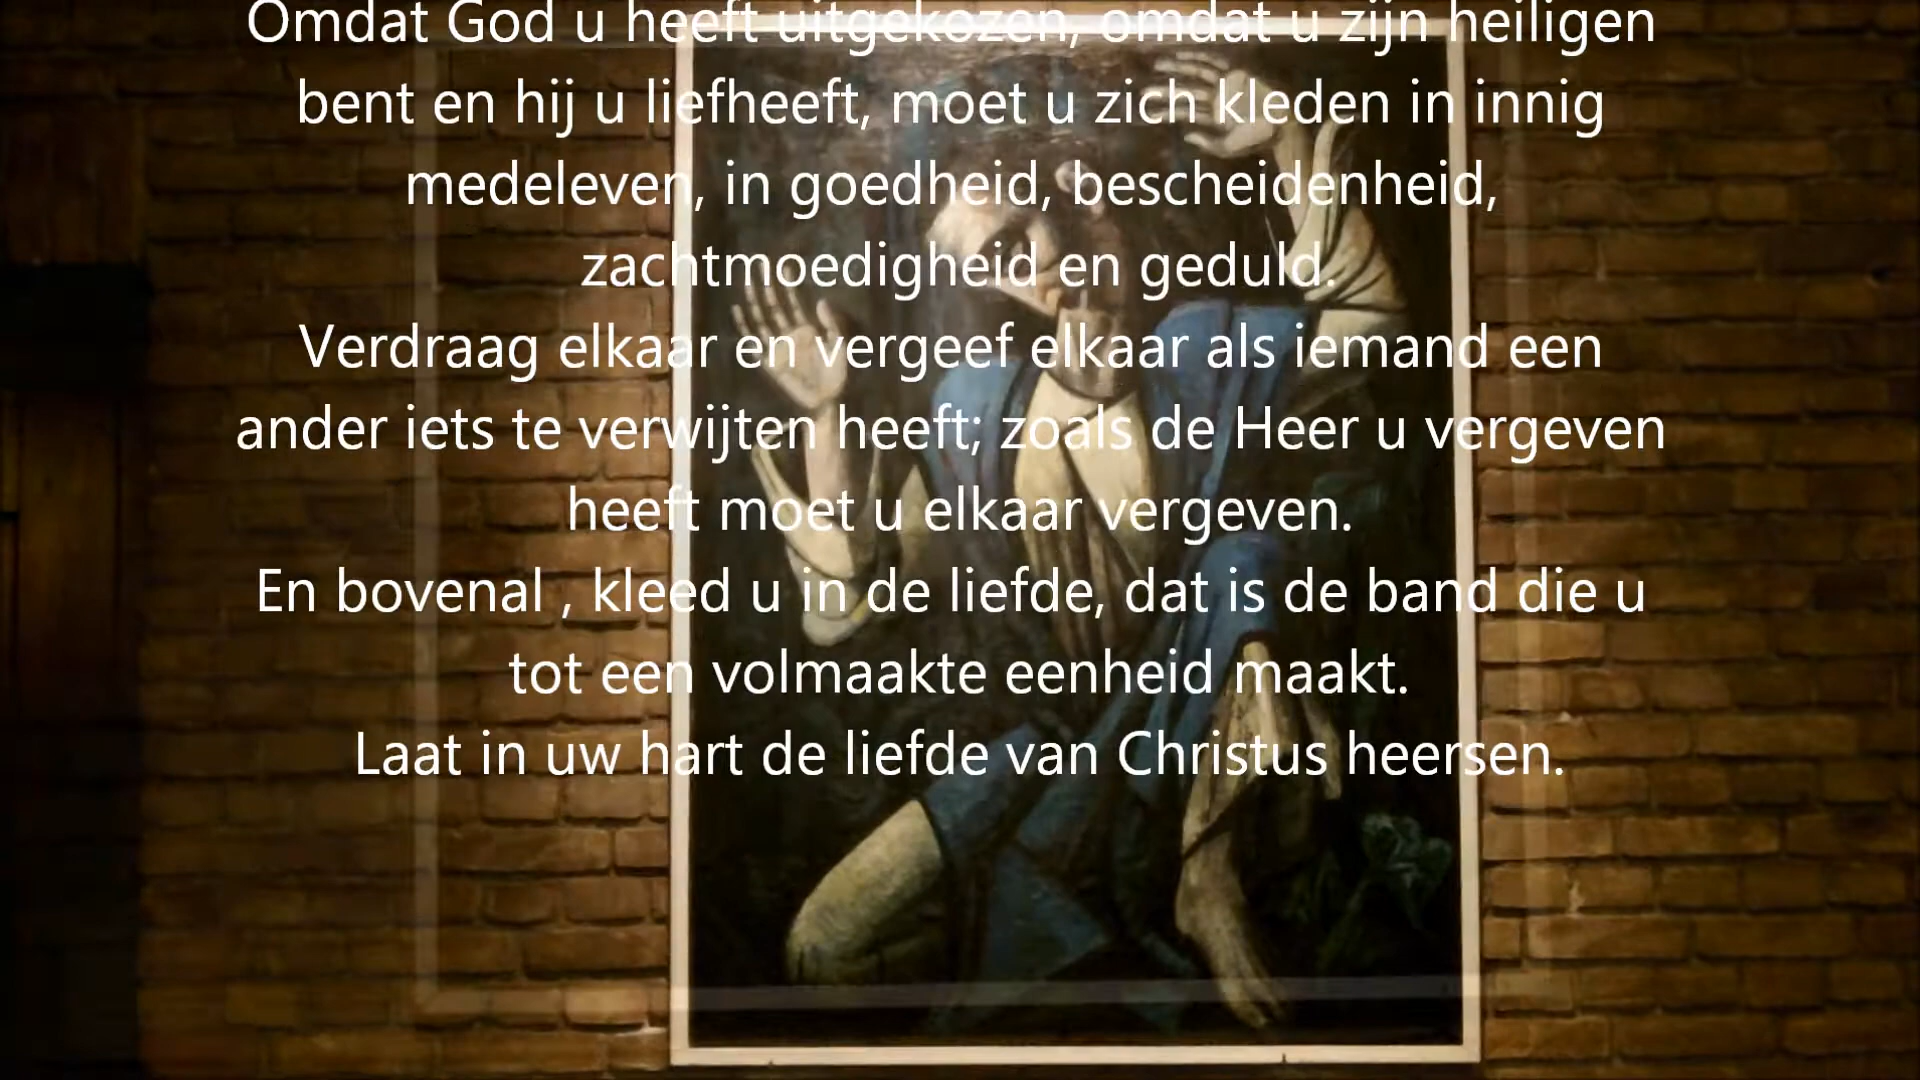 Omdat God u heeft uitgekozen, omdat u zijn heiligen
bent en hij u liefheeft, moet u zich kleden in innig
medeleven, in goedheid, bescheidenheid,
zachtmoedigheid en geduld.
Verdraag elkaar en vergeef elkaar als iemand een
ander iets te verwijten heeft; zoals de Heer u vergeven
heeft moet u elkaar vergeven.
En bovenal , kleed u in de liefde, dat is de band die u
tot een volmaakte eenheid maakt.
Laat in uw hart de liefde van Christus heersen.